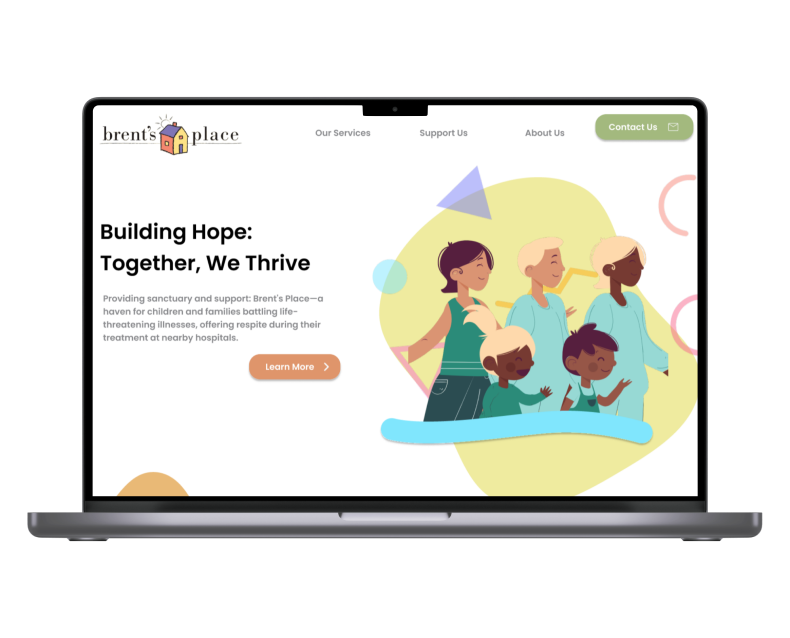 brent's place
Our Services
Support Us
About Us
Contact Us
Building Hope:
Together, We Thrive
Providing sanctuary and support: Brent's Place—a
haven for children and families battling life-
threatening illnesses, offering respite during their
treatment at nearby hospitals.
Learn More